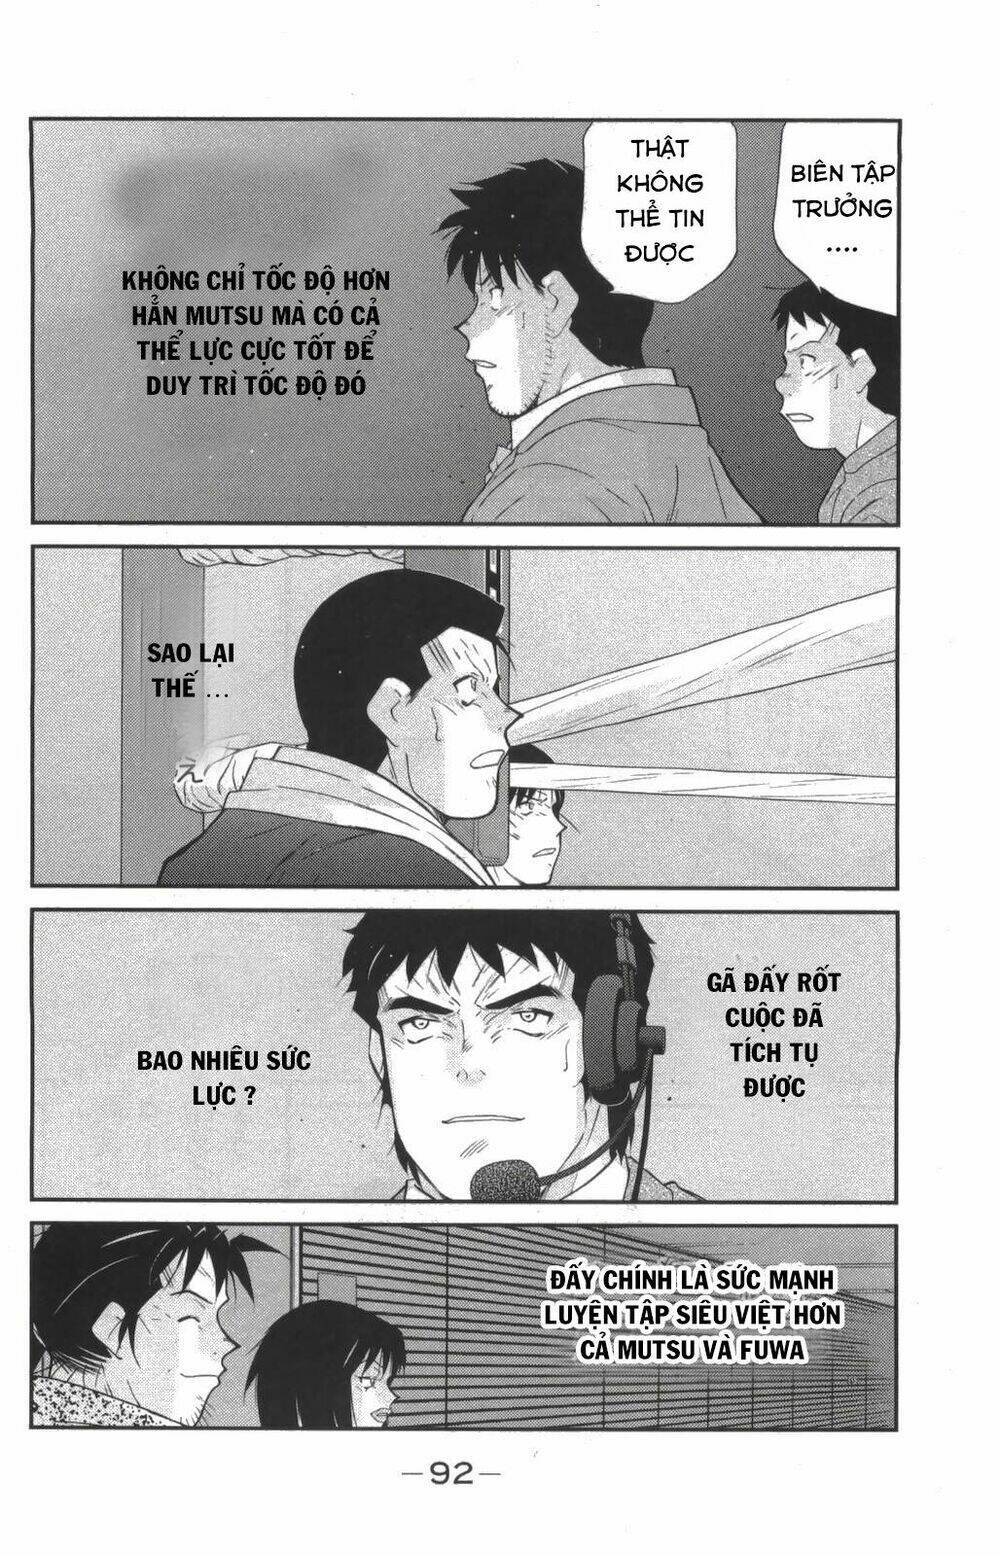 BIÊN TẬP
TRƯỞNG
....
THẬT
KHÔNG
THỂ TIN
ĐƯỢC
KHÔNG CHỈ TỐC ĐỘ HƠN
HẲN MUTSU MÀ CÓ CẢ
THỂ LỰC CỰC TỐT ĐỂ
DUY TRÌ TỐC ĐỘ ĐÓ
SAO LẠI
THẾ ...
GÃ ĐẤY RỐT
CUỘC ĐÃ
TÍCH TỤ
ĐƯỢC
BAO NHIÊU SỨC
LỰC ?
ĐẤY CHÍNH LÀ SỨC MẠNH
LUYỆN TẬP SIÊU VIỆT HƠN
CẢ MUTSU VÀ FUWA
—92—